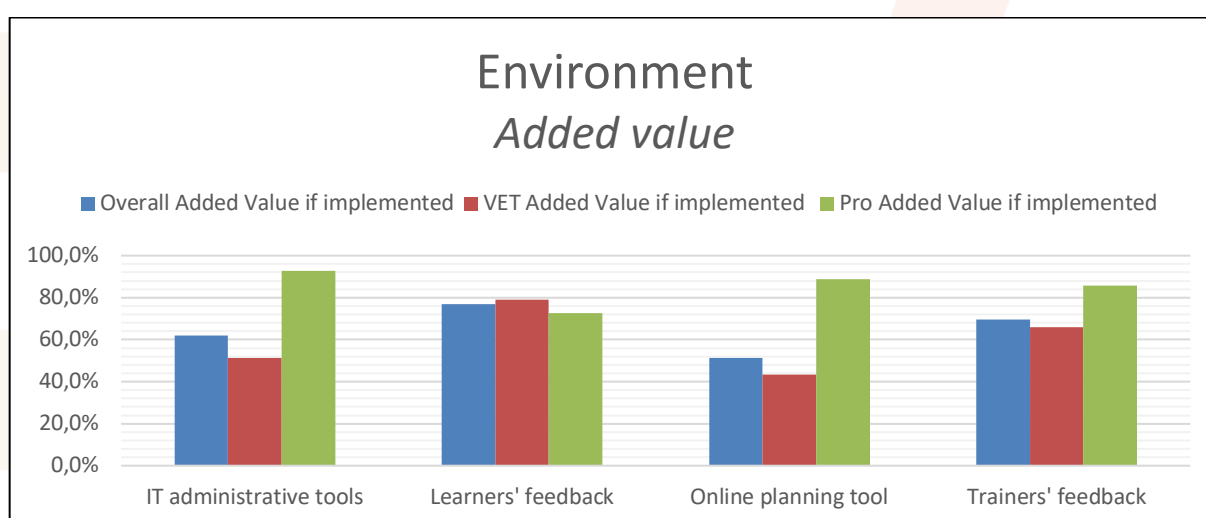 Environment
Added value
Overall Added Value if implemented VET Added Value if implemented Pro Added Value if implemented
100,0%
80,0%
60,0%
40,0%
20,0%
0,0%
IT administrative tools Learners' feedback Online planning tool Trainers' feedback